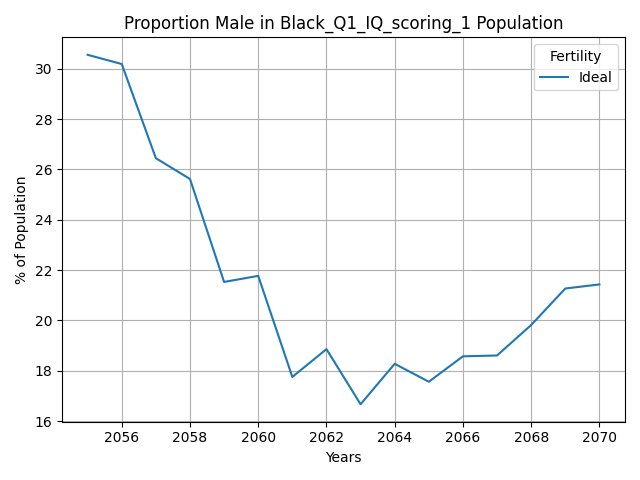 Proportion Male in Black_Q1_IQ_scoring_1 Population
Fertility
Ideal
% of Population
30
28
26
24
22
20
18
16
2056 2058 2060 2062 2064 2066 2068 2070
Years